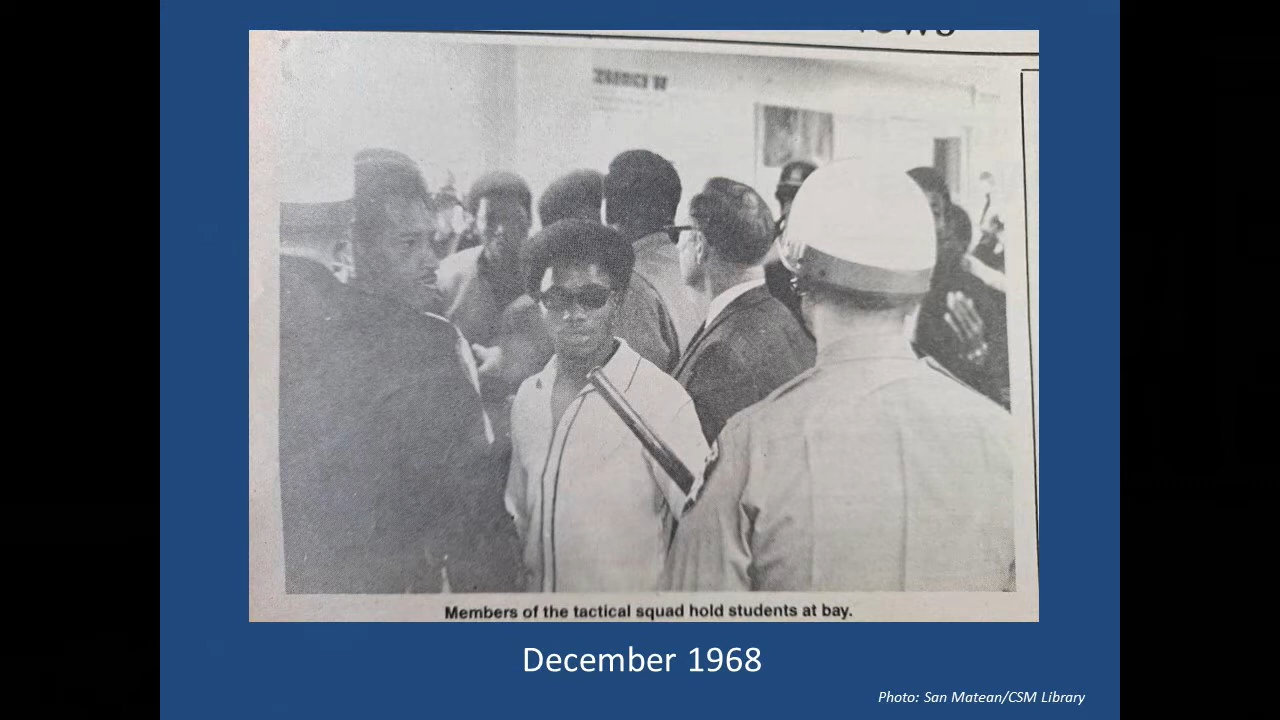 Members of the tactical squad hold students at bay.
December 1968
Photo: San Matean/CSM Library